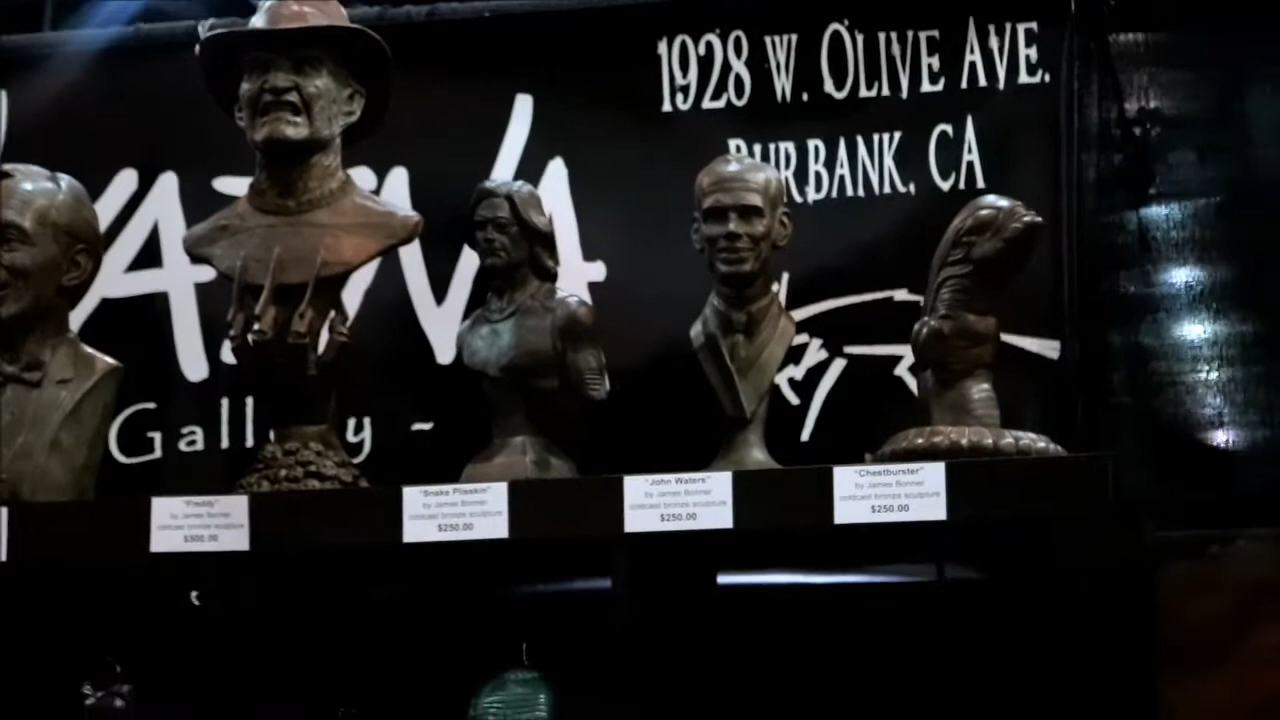 1928 W. OLIVE AVE.
BURBANK, CA
Gallery -
"Freddy"
by James Bonner
coldcast bronze sculpture
$300.00
"Snake Plisskin"
by James Bonner
coldcast bronze sculpture
$250.00
"John Waters"
by James Bonner
coldcast bronze sculpture
$250.00
"Chestburster"
by James Bonner
coldcast bronze sculpture
$250.00